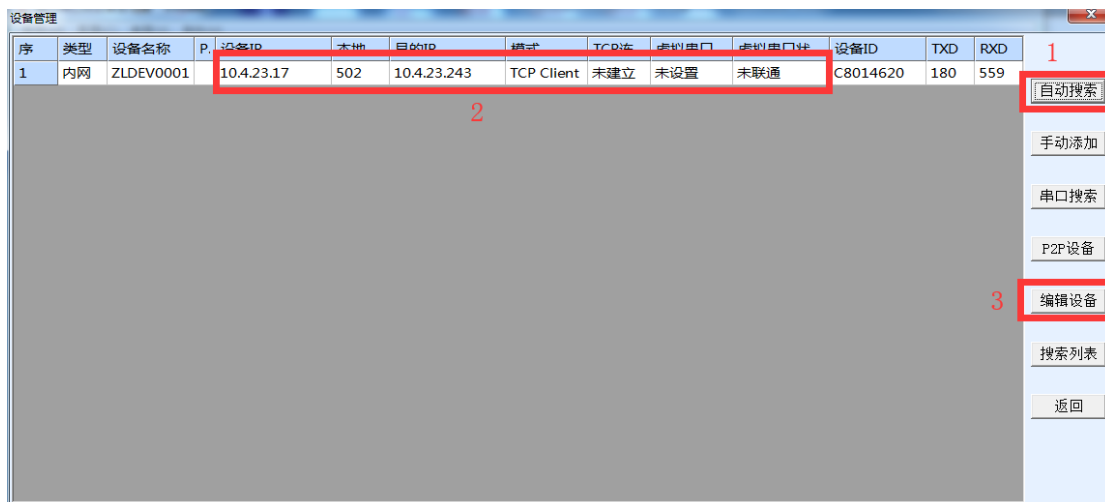 设备管理
序 类型 设备名称 P. 设备IP 本地 目的IP 模式 TCP连 虚拟串口 虚拟串口状 设备ID TXD RXD
1 内网 ZLDEV0001 10.4.23.17 502 10.4.23.243 TCP Client 未建立 未设置 未联通 C8014620 180 559
1
自动搜索
2
手动添加
串口搜索
P2P设备
3
编辑设备
搜索列表
返回